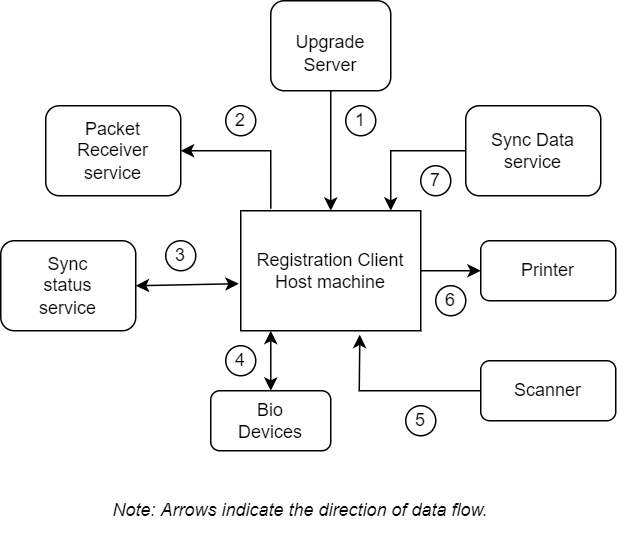 Upgrade
Server
1
2
Packet
Receiver
service
Sync Data
service
7
3
Sync
status
service
Registration Client
Host machine
Printer
6
4
Bio
Devices
Scanner
5
Note: Arrows indicate the direction of data flow.